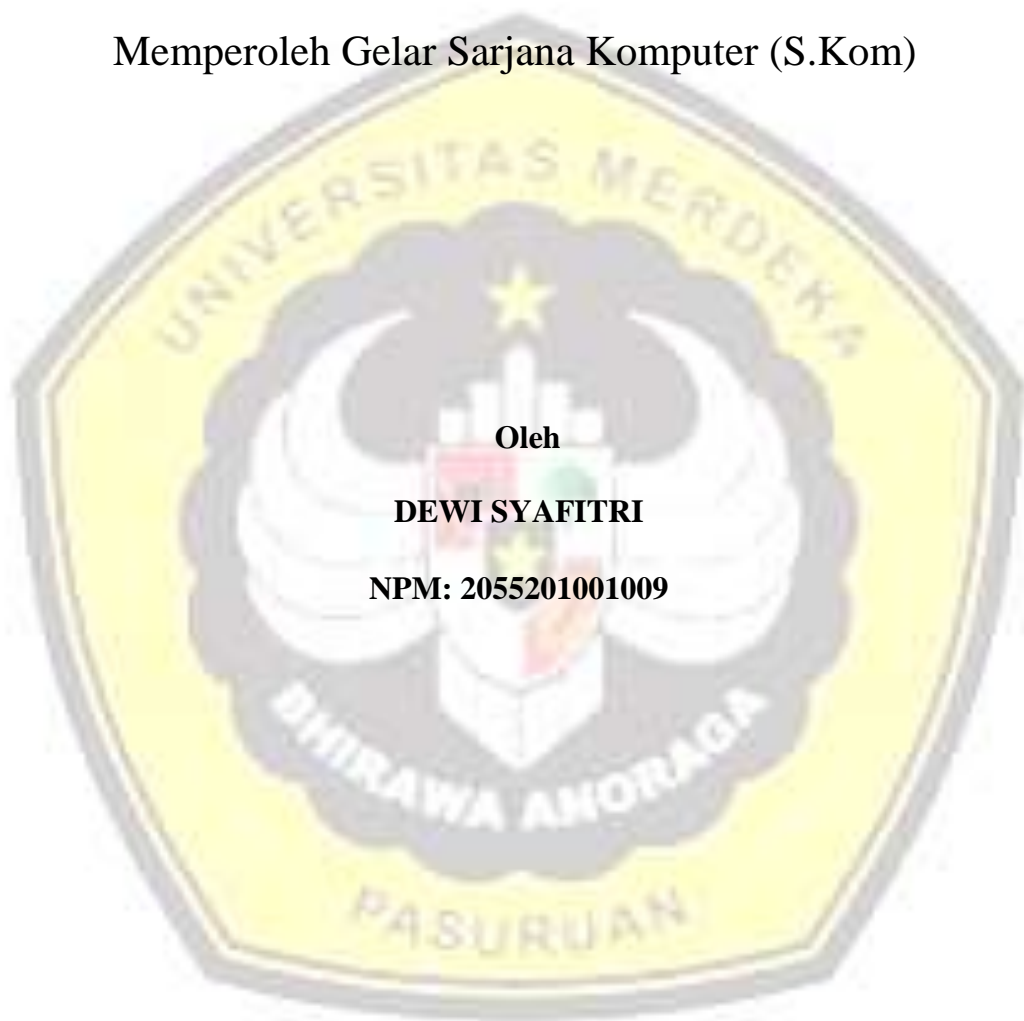 Memperoleh Gelar Sarjana Komputer (S.Kom)
UNIVERSITAS MERDEKA
Oleh
DEWI SYAFITRI
NPM: 2055201001009
BHIRAWA ANORAGA
PASURUAN